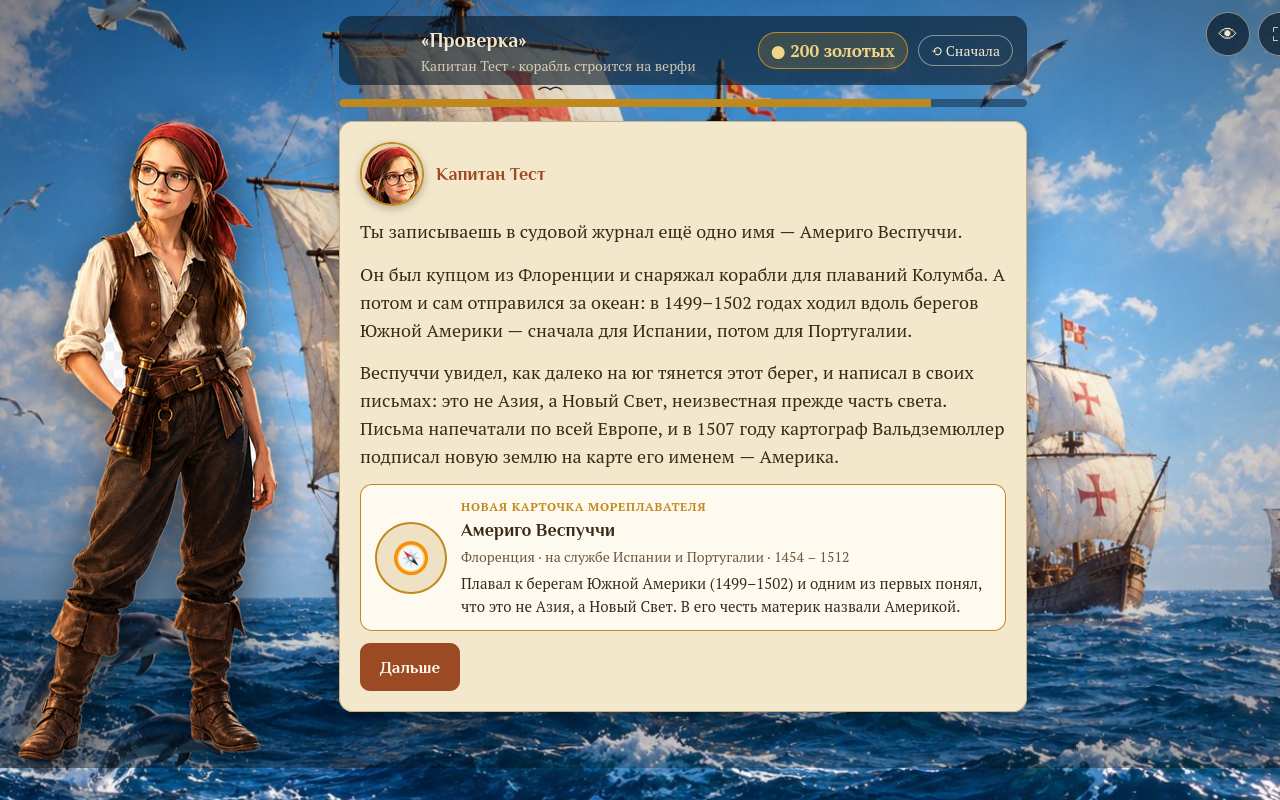 «Проверка»
Капитан Тест · корабль строится на верфи
200 золотых
⟲ Сначала
Капитан Тест
Ты записываешь в судовой журнал ещё одно имя — Америго Веспуччи.
Он был купцом из Флоренции и снаряжал корабли для плаваний Колумба. А
потом и сам отправился за океан: в 1499–1502 годах ходил вдоль берегов
Южной Америки — сначала для Испании, потом для Португалии.
Веспуччи увидел, как далеко на юг тянется этот берег, и написал в своих
письмах: это не Азия, а Новый Свет, неизвестная прежде часть света.
Письма напечатали по всей Европе, и в 1507 году картограф Вальдземюллер
подписал новую землю на карте его именем — Америка.
НОВАЯ КАРТОЧКА МОРЕПЛАВАТЕЛЯ
Америго Веспуччи
Флоренция · на службе Испании и Португалии · 1454 – 1512
Плавал к берегам Южной Америки (1499–1502) и одним из первых понял,
что это не Азия, а Новый Свет. В его честь материк назвали Америкой.
Дальше